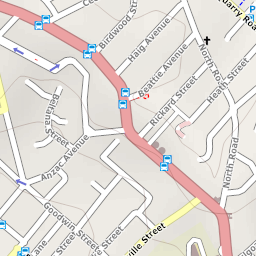 P
Quarry Road
Birdwood Street
Haig Avenue
Beattie Avenue
North Road
Heath Street
Rickard Street
Street
Anzac Avenue
North Road
Goodwin Street
Street
Lane
ville Street